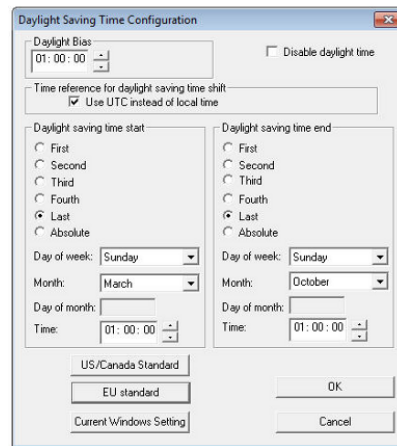 Daylight Saving Time Configuration
Daylight Bias
01: 00: 00
Disable daylight time
Time reference for daylight saving time shift
Use UTC instead of local time
Daylight saving time start
First
Second
Third
Fourth
Last
Absolute
Day of week: Sunday
Month: March
Day of month:
Time: 01: 00: 00
Daylight saving time end
First
Second
Third
Fourth
Last
Absolute
Day of week: Sunday
Month: October
Day of month:
Time: 01: 00: 00
US/Canada Standard
EU standard
Current Windows Setting
OK
Cancel